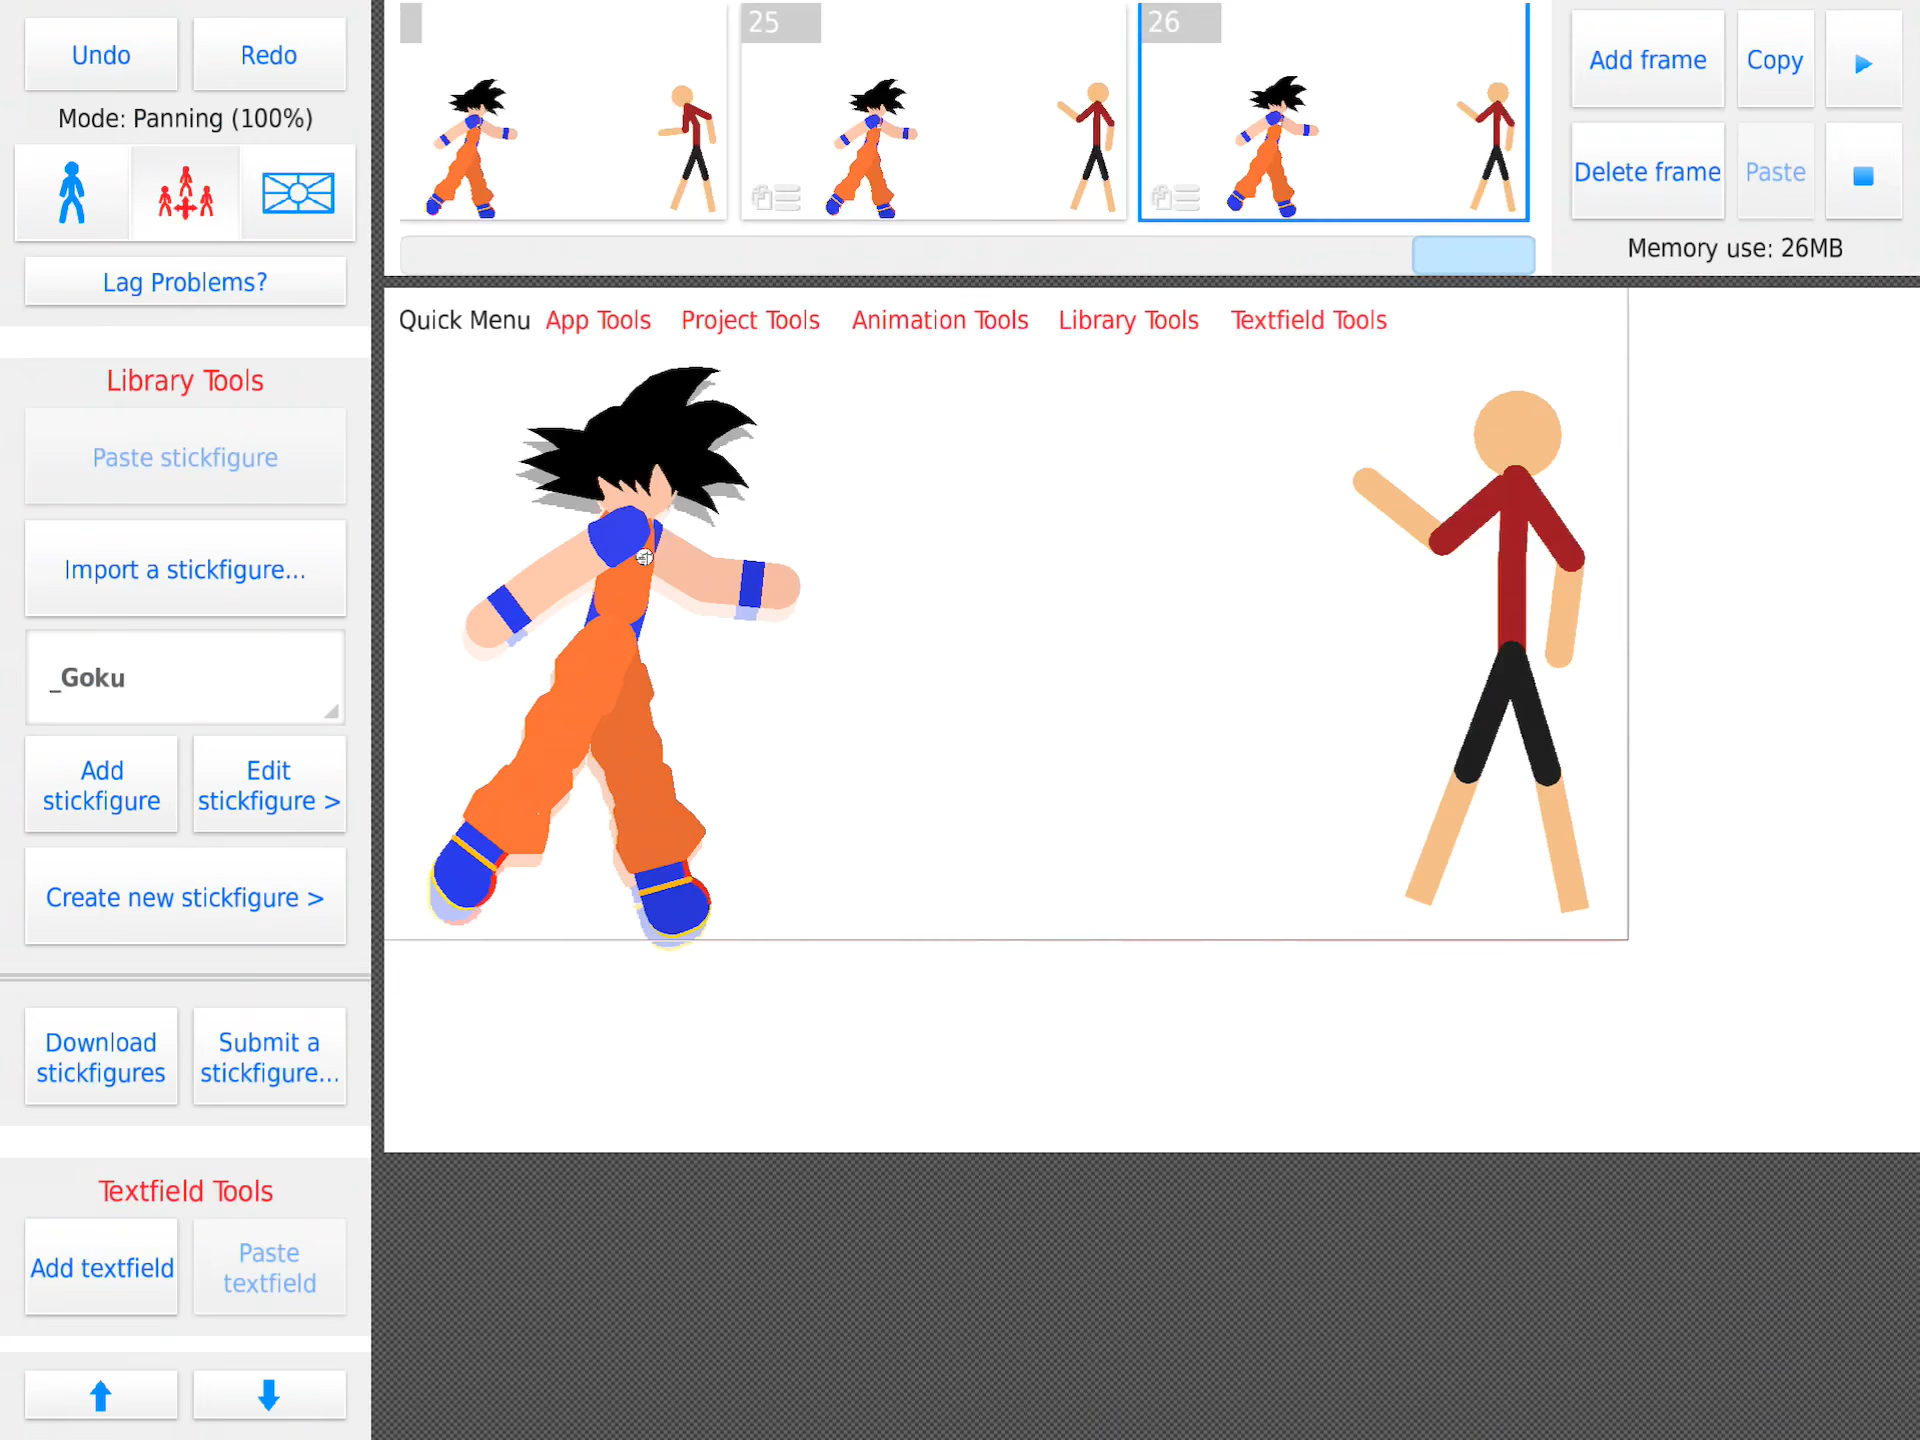 Undo
Redo
Mode: Panning (100%)
Lag Problems?
Library Tools
Paste stickfigure
Import a stickfigure...
_Goku
Add
stickfigure
Edit
stickfigure >
Create new stickfigure >
Download
stickfigures
Submit a
stickfigure...
Textfield Tools
Add textfield
Paste
textfield
25
26
Add frame
Copy
Delete frame
Paste
Memory use: 26MB
Quick Menu
App Tools
Project Tools
Animation Tools
Library Tools
Textfield Tools